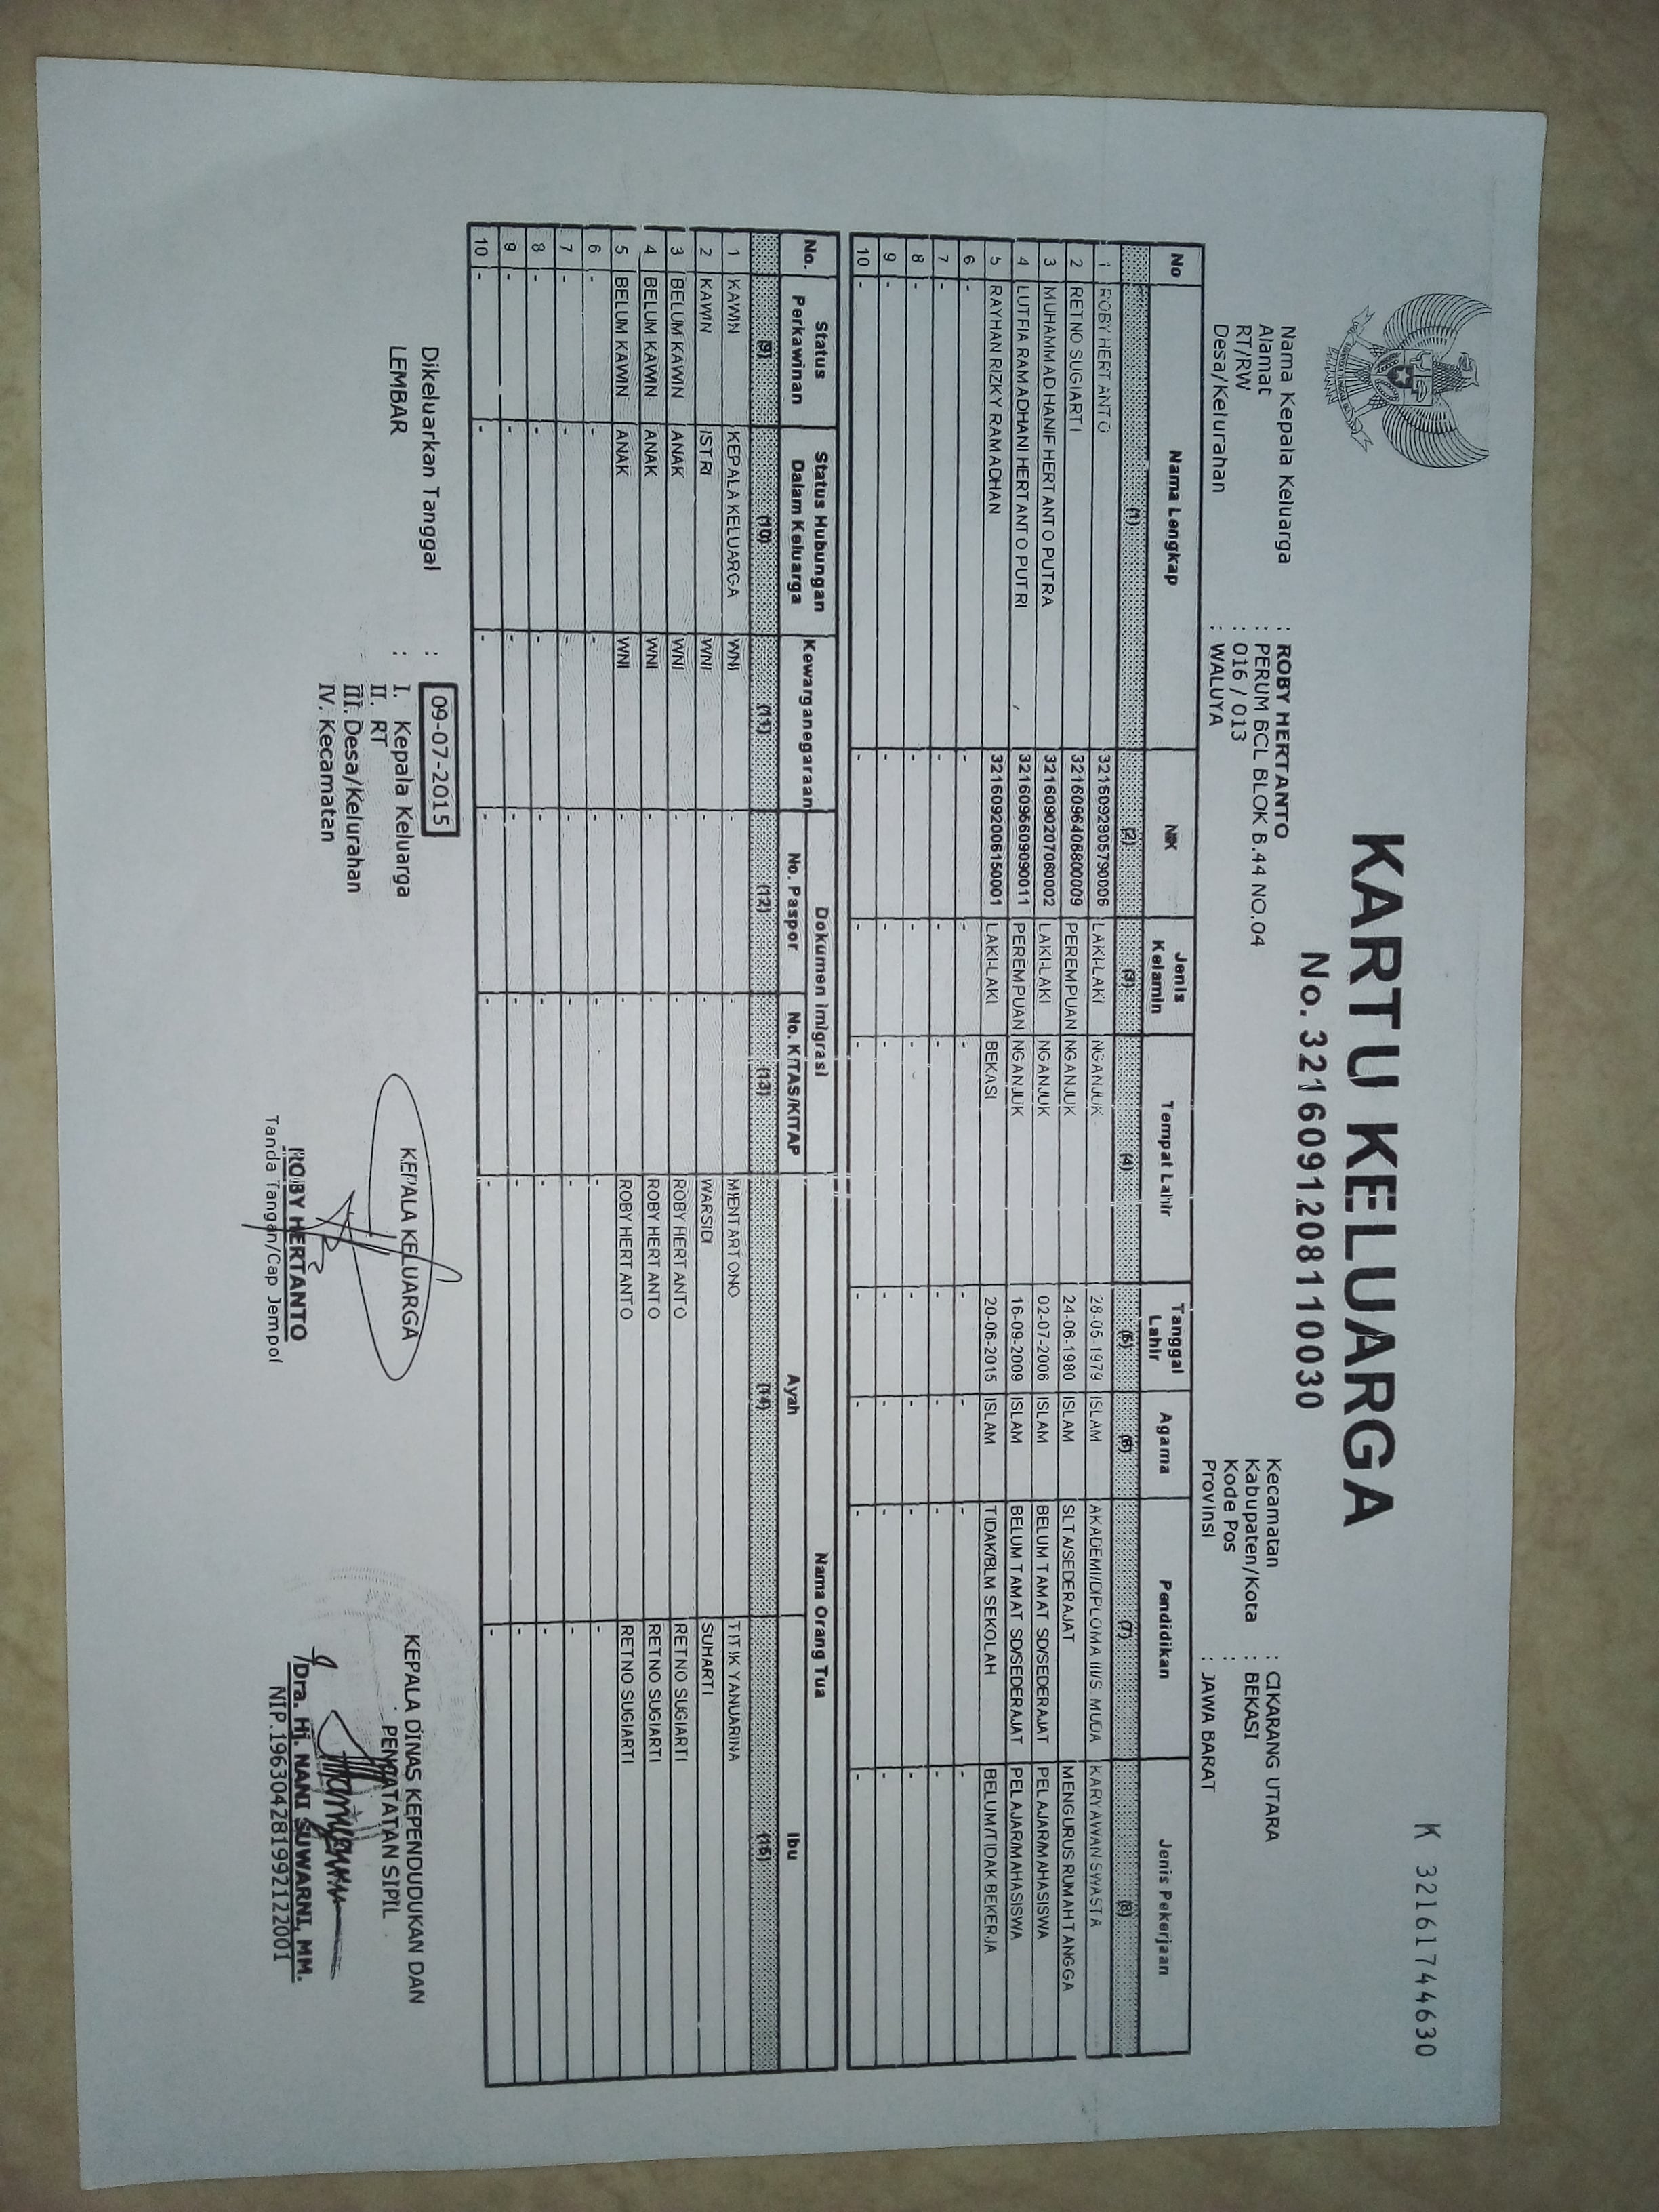 K 32161744630
KARTU KELUARGA
No. 3216091208110030
Nama Kepala Keluarga : ROBY HERTANTO
Alamat : PERUM BCL BLOK B.44 NO.04
RT/RW : 016 / 013
Desa/Kelurahan : WALUYA
Kecamatan : CIKARANG UTARA
Kabupaten/Kota : BEKASI
Kode Pos :
Provinsi : JAWA BARAT
No Nama Lengkap NIK Jenis Kelamin Tempat Lahir Tanggal Lahir Agama Pendidikan Jenis Pekerjaan
(1) (2) (3) (4) (5) (6) (7) (8)
1 ROBY HERTANTO 3216092905790006 LAKI-LAKI NGANJUK 28-05-1979 ISLAM AKADEMI/DIPLOMA III/S. MUDA KARYAWAN SWASTA
2 RETNO SUGIARTI 3216096406800009 PEREMPUAN NGANJUK 24-06-1980 ISLAM SLTA/SEDERAJAT MENGURUS RUMAH TANGGA
3 MUHAMMAD HANIF HERTANTO PUTRA 3216090207060002 LAKI-LAKI NGANJUK 02-07-2006 ISLAM BELUM TAMAT SD/SEDERAJAT PELAJAR/MAHASISWA
4 LUTFIA RAMADHANI HERTANTO PUTRI 3216095609090011 PEREMPUAN NGANJUK 16-09-2009 ISLAM BELUM TAMAT SD/SEDERAJAT PELAJAR/MAHASISWA
5 RAYHAN RIZKY RAMADHAN 3216092006150001 LAKI-LAKI BEKASI 20-06-2015 ISLAM TIDAK/BLM SEKOLAH BELUM/TIDAK BEKERJA
6 - - - - - - - -
7 - - - - - - - -
8 - - - - - - - -
9 - - - - - - - -
10 - - - - - - - -
No. Status Perkawinan Status Hubungan Dalam Keluarga Kewarganegaraan Dokumen Imigrasi Nama Orang Tua
No. Paspor No. KITAS/KITAP Ayah Ibu
(9) (10) (11) (12) (13) (14) (15)
1 KAWIN KEPALA KELUARGA WNI - - MIENTARTONO TITIK YANUARINA
2 KAWIN ISTRI WNI - - WARSIDI SUHARTI
3 BELUM KAWIN ANAK WNI - - ROBY HERTANTO RETNO SUGIARTI
4 BELUM KAWIN ANAK WNI - - ROBY HERTANTO RETNO SUGIARTI
5 BELUM KAWIN ANAK WNI - - ROBY HERTANTO RETNO SUGIARTI
6 - - - - - - -
7 - - - - - - -
8 - - - - - - -
9 - - - - - - -
10 - - - - - - -
Dikeluarkan Tanggal : 09-07-2015
LEMBAR : I. Kepala Keluarga
II. RT
III. Desa/Kelurahan
IV. Kecamatan
KEPALA KELUARGA
ROBY HERTANTO
Tanda Tangan/Cap Jempol
KEPALA DINAS KEPENDUDUKAN DAN
PENCATATAN SIPIL
Dra. Hj. NANI SUWARNI, MM.
NIP.196304281992122001